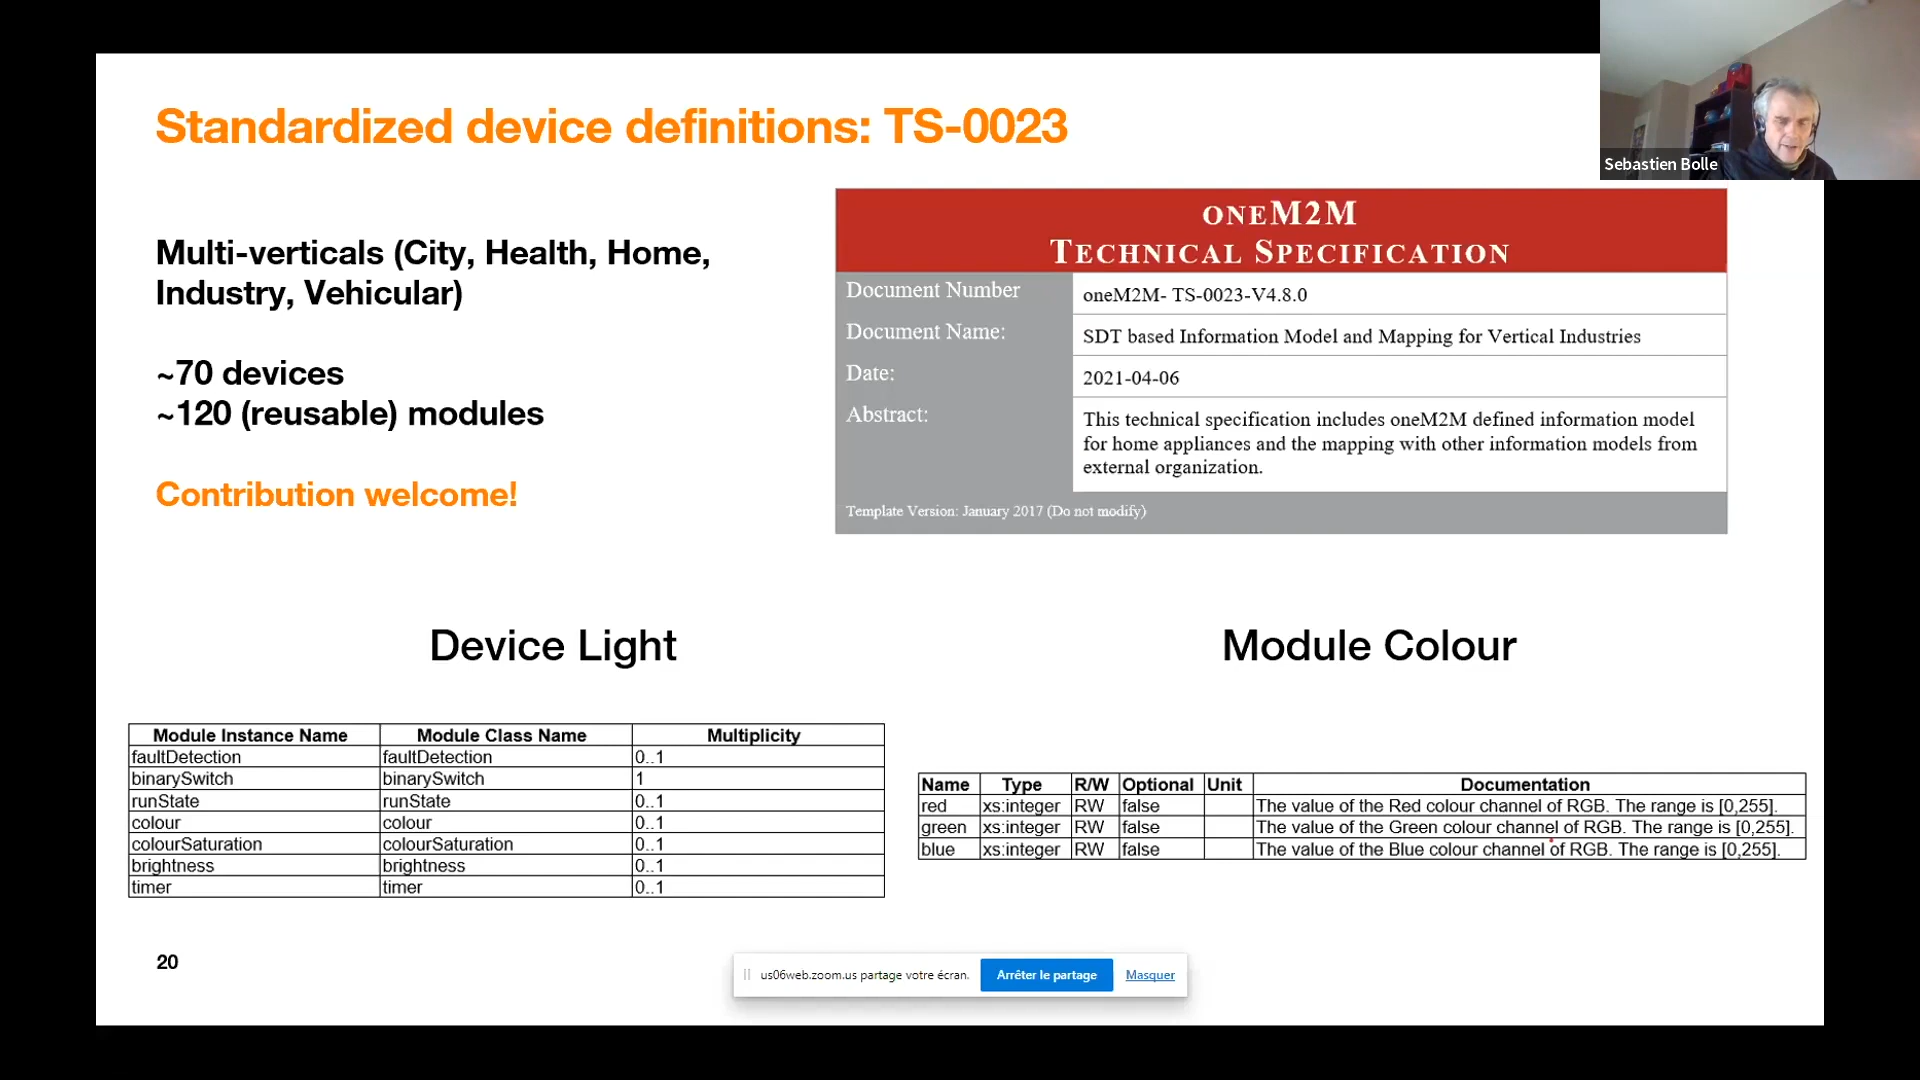 Standardized device definitions: TS-0023
Sebastien Bolle
Multi-verticals (City, Health, Home,
Industry, Vehicular)
~70 devices
~120 (reusable) modules
Contribution welcome!
ONEM2M
TECHNICAL SPECIFICATION
Document Number oneM2M- TS-0023-V4.8.0
Document Name: SDT based Information Model and Mapping for Vertical Industries
Date: 2021-04-06
Abstract: This technical specification includes oneM2M defined information model
for home appliances and the mapping with other information models from
external organization.
Template Version: January 2017 (Do not modify)
Device Light
Module Instance Name Module Class Name Multiplicity
faultDetection faultDetection 0..1
binarySwitch binarySwitch 1
runState runState 0..1
colour colour 0..1
colourSaturation colourSaturation 0..1
brightness brightness 0..1
timer timer 0..1
Module Colour
Name Type R/W Optional Unit Documentation
red xs:integer RW false The value of the Red colour channel of RGB. The range is [0,255].
green xs:integer RW false The value of the Green colour channel of RGB. The range is [0,255].
blue xs:integer RW false The value of the Blue colour channel of RGB. The range is [0,255].
20
us06web.zoom.us partage votre écran. Arrêter le partage Masquer